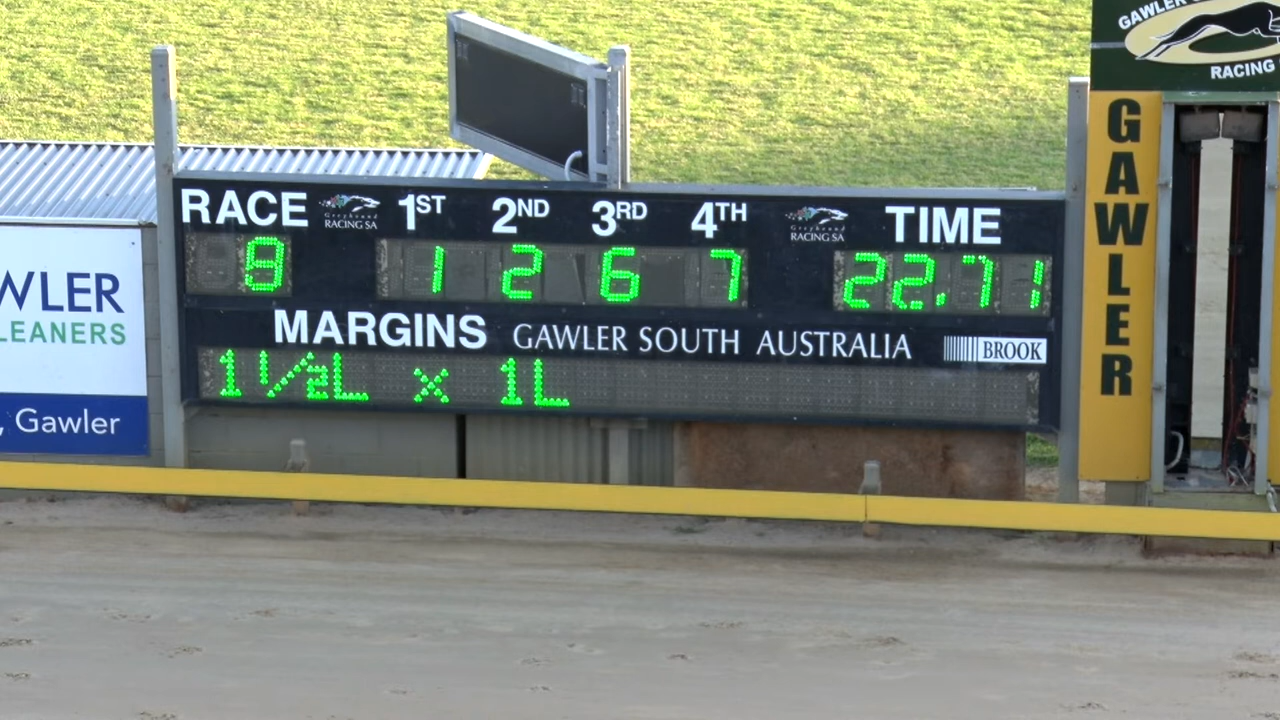 GAWLER
RACING
RACE 1ST 2ND 3RD 4TH TIME
Greyhound RACING SA
Greyhound RACING SA
8 1 2 6 7 22.71
MARGINS GAWLER SOUTH AUSTRALIA BROOK
1 1/2L x 1L
GAWLER
WLER
LEANERS
, Gawler